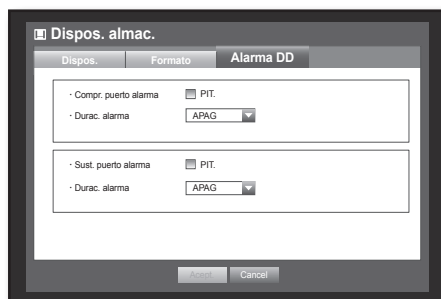 Dispos. almac.
Dispos. Formato Alarma DD
· Compr. puerto alarma PIT.
· Durac. alarma APAG
· Sust. puerto alarma PIT.
· Durac. alarma APAG
Acept. Cancel